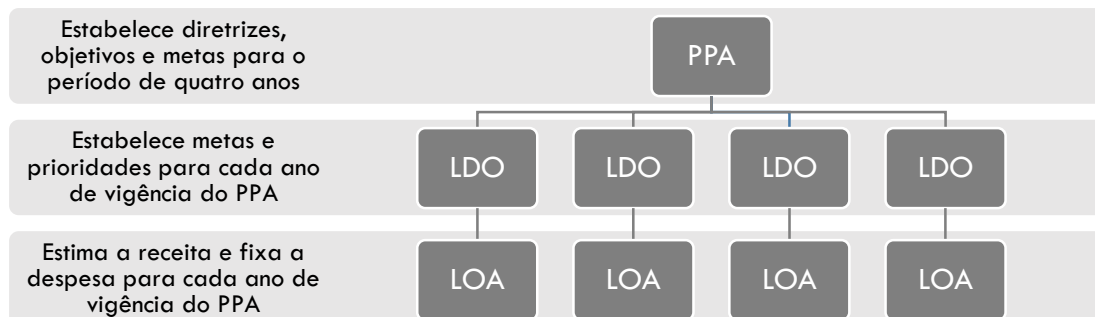 Estabelece diretrizes,
objetivos e metas para o
período de quatro anos
PPA
Estabelece metas e
prioridades para cada ano
de vigência do PPA
LDO
LDO
LDO
LDO
Estima a receita e fixa a
despesa para cada ano de
vigência do PPA
LOA
LOA
LOA
LOA